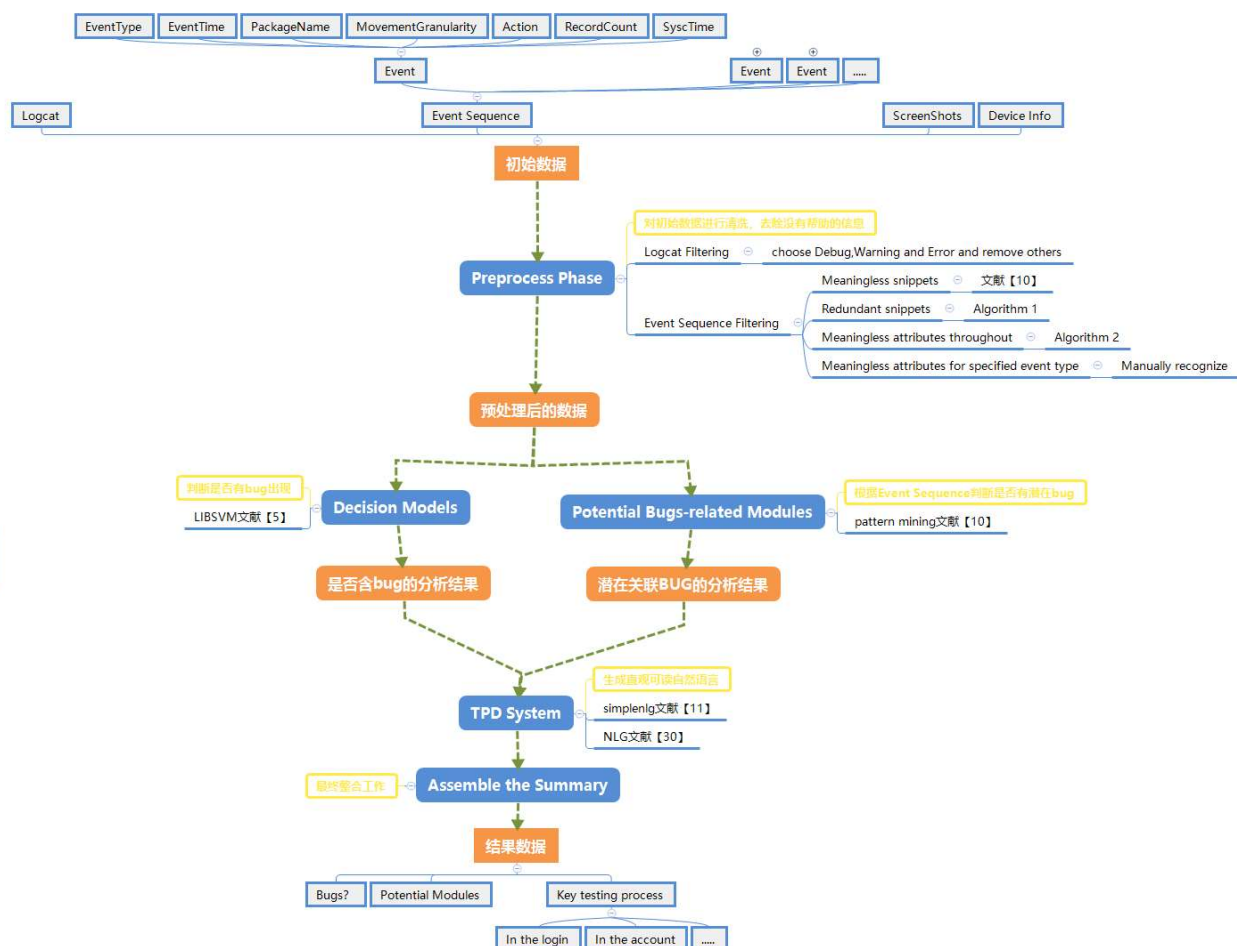 EventType
EventTime
PackageName
MovementGranularity
Action
RecordCount
SyscTime
Event
Event
Event
.....
Logcat
Event Sequence
ScreenShots
Device Info
初始数据
对初始数据进行清洗，去除没有帮助的信息
Logcat Filtering
choose Debug,Warning and Error and remove others
Preprocess Phase
Meaningless snippets
文献【10】
Redundant snippets
Algorithm 1
Event Sequence Filtering
Meaningless attributes throughout
Algorithm 2
Meaningless attributes for specified event type
Manually recognize
预处理后的数据
判断是否有bug出现
LIBSVM文献【5】
Decision Models
Potential Bugs-related Modules
根据Event Sequence判断是否有潜在bug
pattern mining文献【10】
是否含bug的分析结果
潜在关联BUG的分析结果
生成直观可读自然语言
TPD System
simplenlg文献【11】
NLG文献【30】
最终整合工作
Assemble the Summary
结果数据
Bugs?
Potential Modules
Key testing process
In the login
In the account
.....